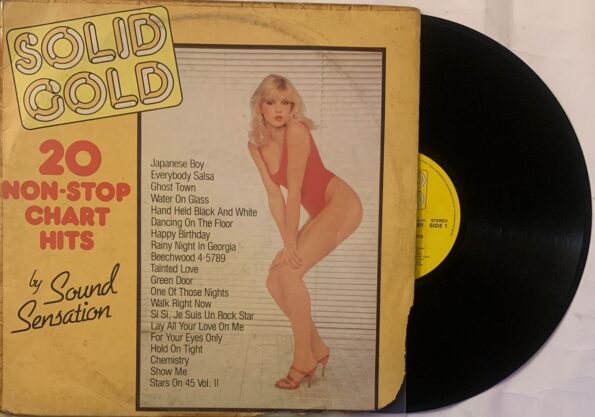 SOLID
GOLD
20
NON-STOP
CHART
HITS
by Sound
Sensation
Japanese Boy
Everybody Salsa
Ghost Town
Water On Glass
Hand Held Black And White
Dancing On The Floor
Happy Birthday
Rainy Night In Georgia
Beechwood 4-5789
Tainted Love
Green Door
One Of Those Nights
Walk Right Now
Si Si, Je Suis Un Rock Star
Lay All Your Love On Me
For Your Eyes Only
Hold On Tight
Chemistry
Show Me
Stars On 45 Vol. II
STEREO
SIDE 1